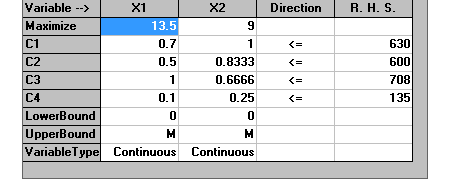 Variable --> X1 X2 Direction R. H. S.
Maximize 13.5 9
C1 0.7 1 <= 630
C2 0.5 0.8333 <= 600
C3 1 0.6666 <= 708
C4 0.1 0.25 <= 135
LowerBound 0 0
UpperBound M M
VariableType Continuous Continuous